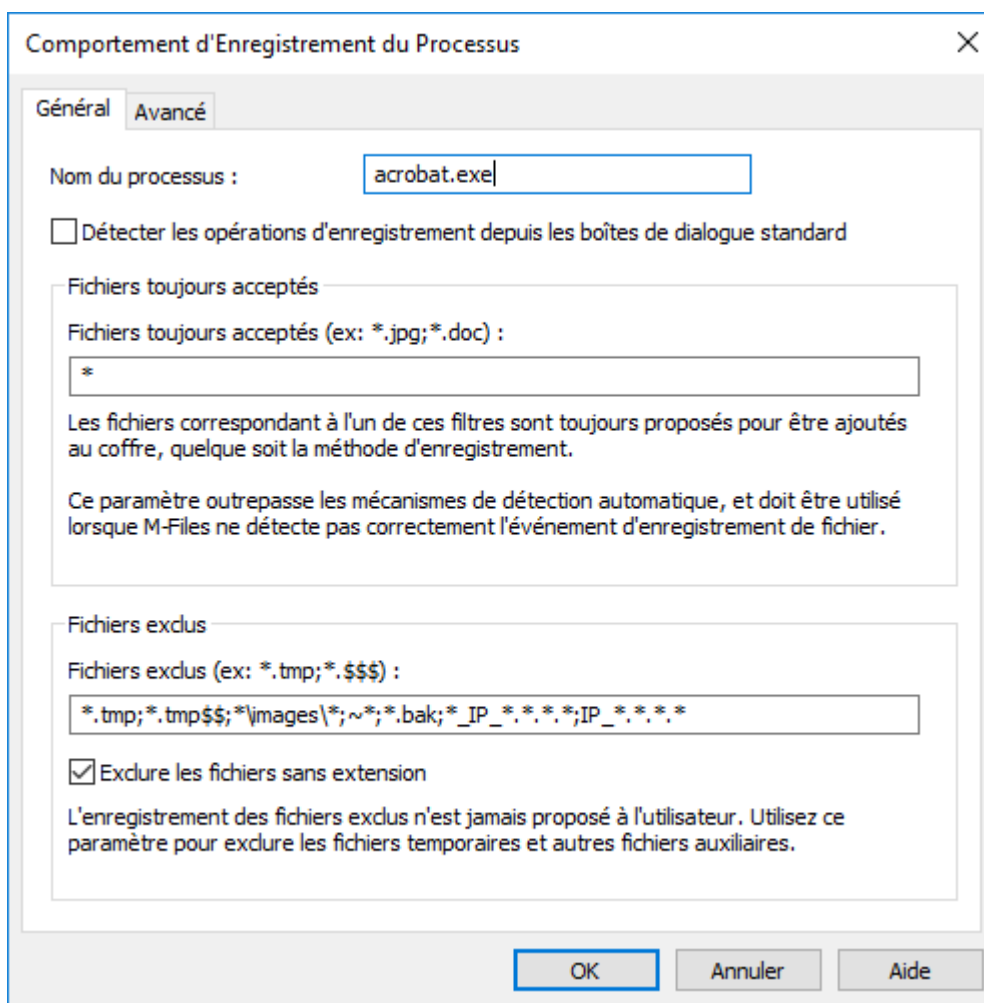 Comportement d'Enregistrement du Processus
Général
Avancé
Nom du processus :
acrobat.exe
Détecter les opérations d'enregistrement depuis les boîtes de dialogue standard
Fichiers toujours acceptés
Fichiers toujours acceptés (ex: *.jpg;*.doc) :
*
Les fichiers correspondant à l'un de ces filtres sont toujours proposés pour être ajoutés
au coffre, quelque soit la méthode d'enregistrement.
Ce paramètre outrepasse les mécanismes de détection automatique, et doit être utilisé
lorsque M-Files ne détecte pas correctement l'événement d'enregistrement de fichier.
Fichiers exclus
Fichiers exclus (ex: *.tmp;*.$$$) :
*.tmp;*.tmp$$;*\images\*;~*;*.bak;*_IP_*.*.*.*;IP_*.*.*.*
Exclure les fichiers sans extension
L'enregistrement des fichiers exclus n'est jamais proposé à l'utilisateur. Utilisez ce
paramètre pour exclure les fichiers temporaires et autres fichiers auxiliaires.
OK
Annuler
Aide